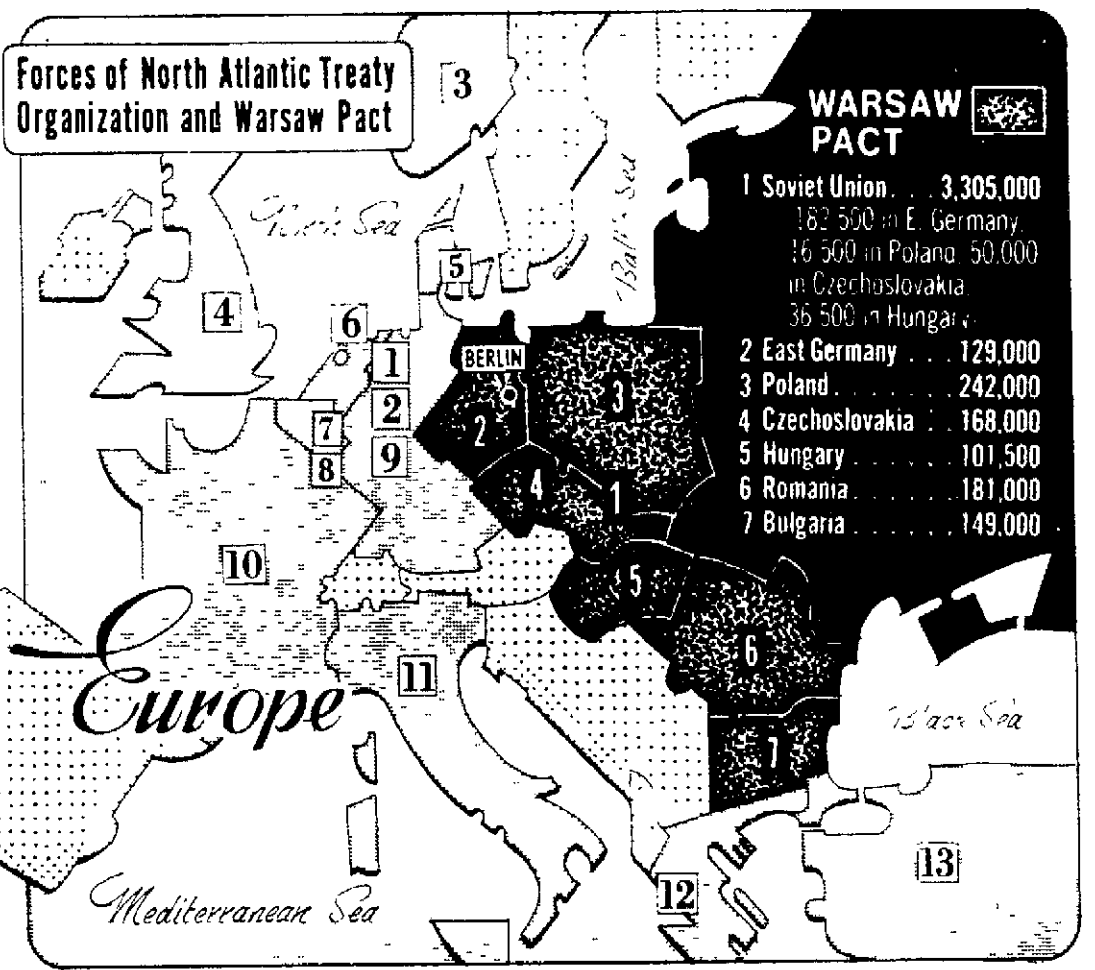 Forces of North Atlantic Treaty
Organization and Warsaw Pact
WARSAW
PACT
1 Soviet Union. . . 3,305,000
182 500 in E. Germany,
16 500 in Poland, 50,000
in Czechoslovakia,
36 500 in Hungary.
2 East Germany . . . 129,000
3 Poland. . . . . . . . 242,000
4 Czechoslovakia . . 168,000
5 Hungary . . . . . . 101,500
6 Romania. . . . . . . 181,000
7 Bulgaria . . . . . . 149,000
3
Sea
Baltic Sea
5
4
6
1
BERLIN
3
2
2
7
9
8
4
1
10
5
Europe
11
6
Black Sea
7
13
12
Mediterranean Sea